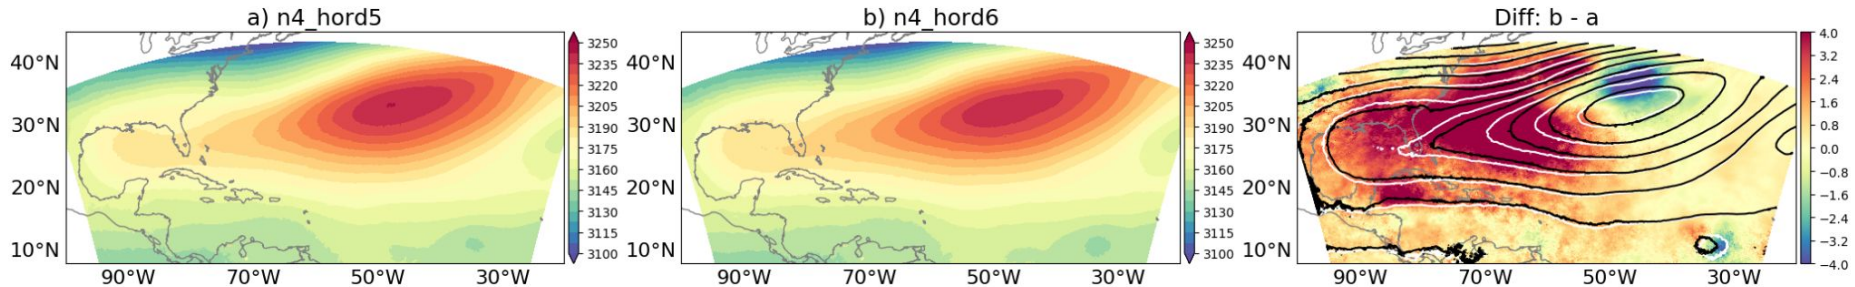 a) n4_hord5
40°N
30°N
20°N
10°N
90°W
70°W
50°W
30°W
3250
3235
3220
3205
3190
3175
3160
3145
3130
3115
3100
b) n4_hord6
40°N
30°N
20°N
10°N
90°W
70°W
50°W
30°W
3250
3235
3220
3205
3190
3175
3160
3145
3130
3115
3100
Diff: b - a
40°N
30°N
20°N
10°N
90°W
70°W
50°W
30°W
4.0
3.2
2.4
1.6
0.8
0.0
−0.8
−1.6
−2.4
−3.2
−4.0